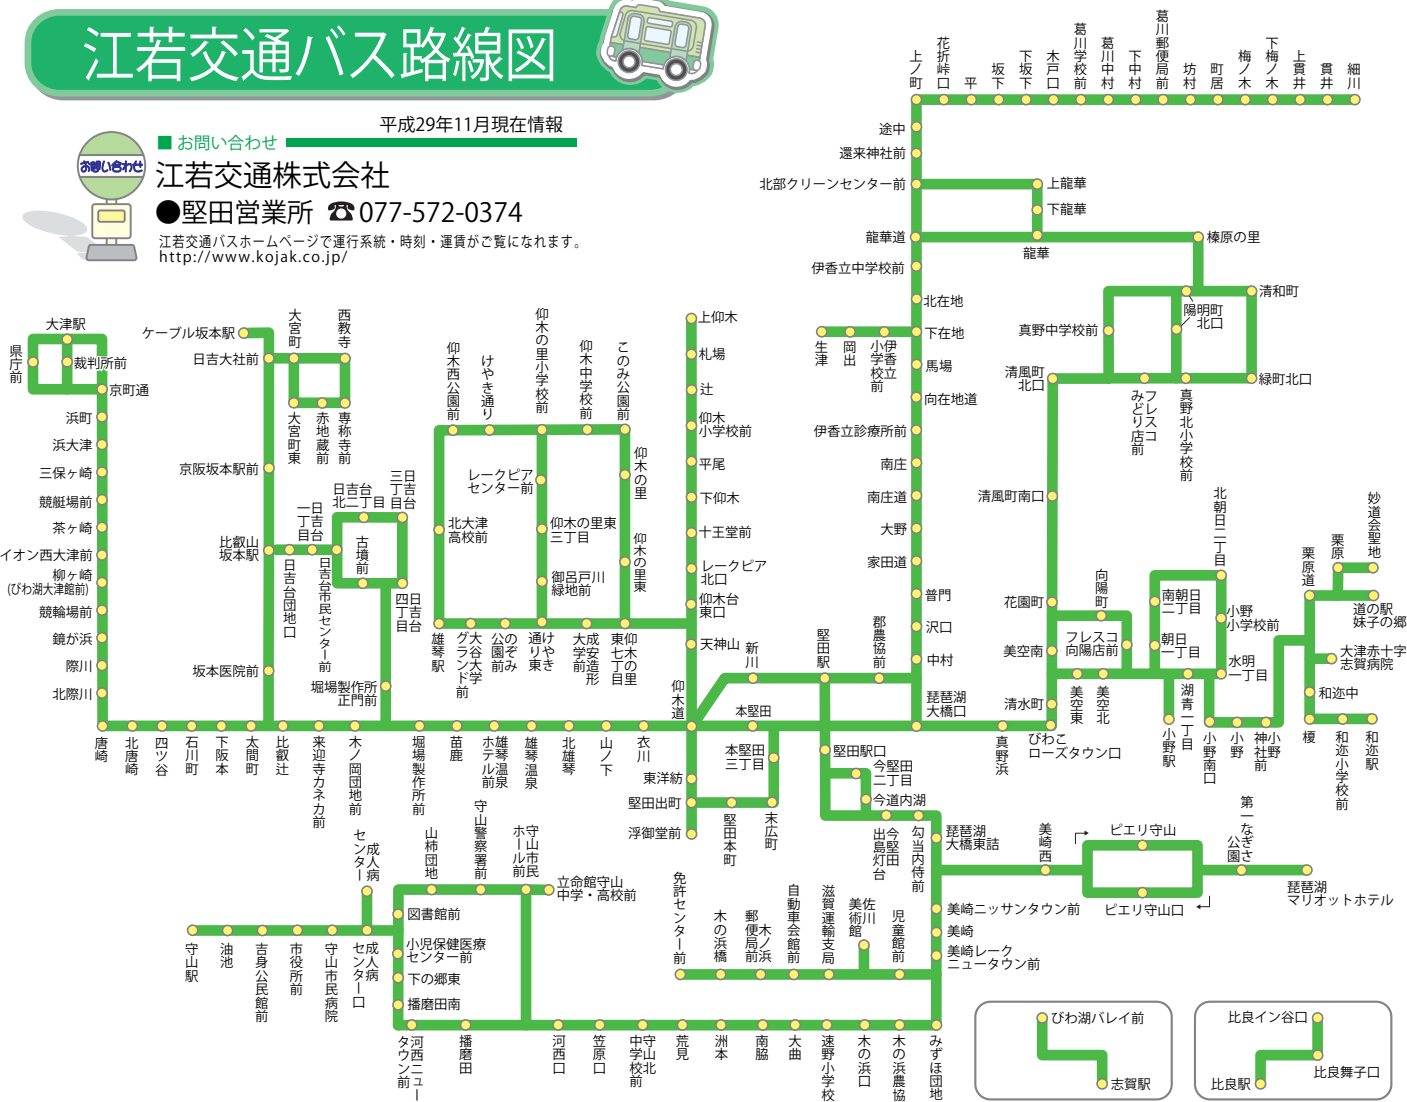 江若交通バス路線図
平成29年11月現在情報
■お問い合わせ
お問い合わせ
江若交通株式会社
●堅田営業所 ☎077-572-0374
江若交通バスホームページで運行系統・時刻・運賃がご覧になれます。
http://www.kojak.co.jp/
上ノ町
花折峠口
平
坂下
下坂下
木戸口
葛川学校前
葛川中村
下中村
葛川郵便局前
坊村
町居
梅ノ木
下梅ノ木
上貫井
貫井
細川
途中
還来神社前
北部クリーンセンター前
上龍華
下龍華
龍華道
龍華
榛原の里
伊香立中学校前
北在地
生津
岡出
伊香立
小学校前
下在地
馬場
向在地道
伊香立診療所前
南庄
南庄道
大野
家田道
普門
沢口
中村
琵琶湖
大橋口
陽明町
北口
清和町
真野中学校前
清風町
北口
フレスコ
みどり店前
真野北小学校前
緑町北口
清風町南口
花園町
向陽町
フレスコ
向陽店前
美空南
清水町
美空東
美空北
びわこ
ローズタウン口
真野浜
北朝日二丁目
南朝日
二丁目
小野
小学校前
朝日
一丁目
水明
一丁目
湖青一丁目
小野駅
小野南口
小野
小野
神社前
妙道会聖地
栗原
栗原道
道の駅
妹子の郷
大津赤十字
志賀病院
和迩中
榎
和迩小学校前
和迩駅
大津駅
県庁前
裁判所前
京町通
浜町
浜大津
三保ヶ崎
競艇場前
茶ヶ崎
イオン西大津前
柳ヶ崎
(びわ湖大津館前)
競輪場前
鏡が浜
際川
北際川
唐崎
北唐崎
四ツ谷
石川町
下阪本
太間町
比叡辻
来迎寺カネカ前
木ノ岡団地前
堀場製作所前
苗鹿
雄琴温泉
ホテル前
雄琴温泉
北雄琴
山ノ下
衣川
仰木道
ケーブル坂本駅
日吉大社前
大宮町
西教寺
大宮町東
赤地蔵前
専称寺前
京阪坂本駅前
比叡山
坂本駅
日吉台団地口
日吉台
一丁目
日吉台市民センター前
日吉台
北二丁目
日吉台
三丁目
古墳前
日吉台
四丁目
坂本医院前
堀場製作所
正門前
仰木西公園前
けやき通り
仰木の里小学校前
仰木中学校前
このみ公園前
レークピア
センター前
仰木の里
北大津
高校前
仰木の里東
三丁目
仰木の里東
御呂戸川
緑地前
雄琴駅
大谷大学
グランド前
のぞみ
公園前
けやき
通り東
成安造形
大学前
仰木の里
東七丁目
上仰木
札場
辻
仰木
小学校前
平尾
下仰木
十王堂前
レークピア
北口
仰木台
東口
天神山
新川
堅田駅
郡農協前
本堅田
本堅田
三丁目
東洋紡
堅田出町
浮御堂前
堅田本町
末広町
堅田駅口
今堅田
二丁目
今道内湖
今堅田
出島灯台
勾当内侍前
琵琶湖
大橋東詰
美崎西
ピエリ守山
ピエリ守山口
第一なぎさ
公園
琵琶湖
マリオットホテル
美崎ニッサンタウン前
美崎
美崎レーク
ニュータウン前
免許センター前
木の浜橋
木ノ浜
郵便局前
自動車会館前
滋賀運輸支局
佐川
美術館
児童館前
成人病
センター
山柿団地
守山警察署前
守山市民
ホール前
立命館守山
中学・高校前
図書館前
小児保健医療
センター前
下の郷東
播磨田南
守山駅
油池
吉身公民館前
市役所前
守山市民病院
成人病
センター口
河西ニュー
タウン前
播磨田
河西口
笠原口
守山北
中学校前
荒見
洲本
南脇
大曲
速野小学校
木の浜口
木の浜農協
みずほ団地
びわ湖バレイ前
志賀駅
比良イン谷口
比良舞子口
比良駅